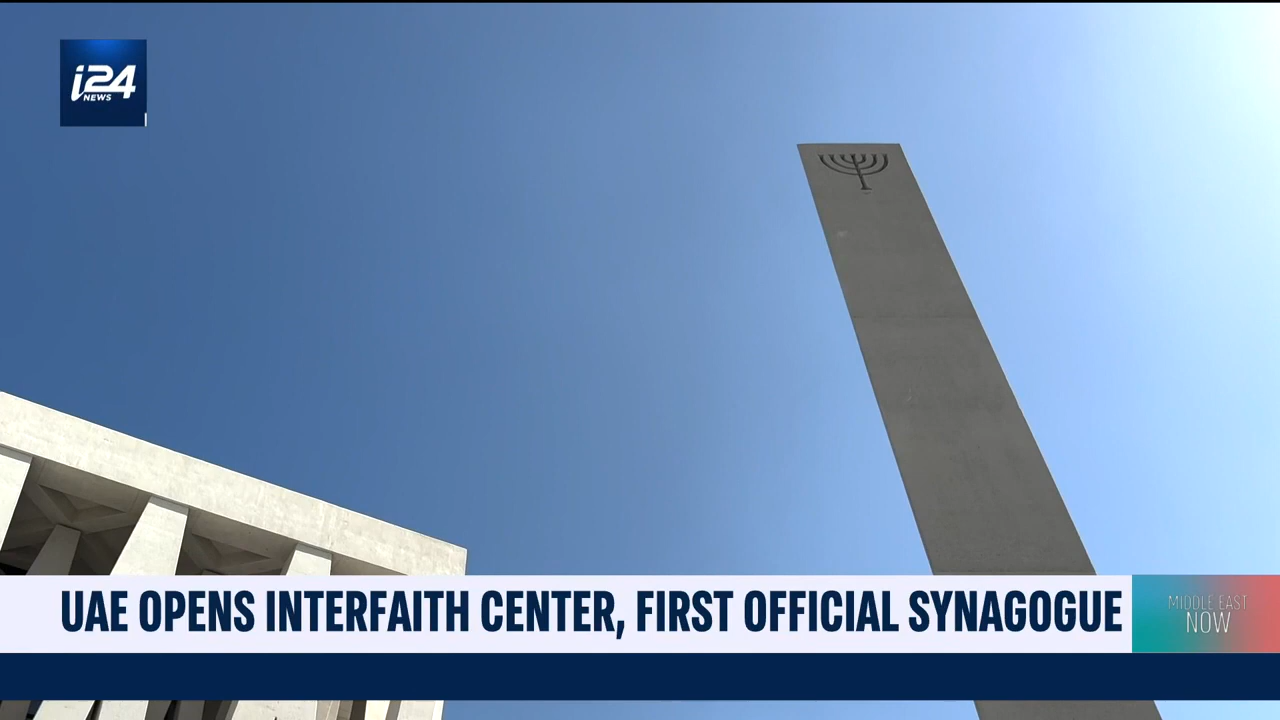 i24
NEWS
UAE OPENS INTERFAITH CENTER, FIRST OFFICIAL SYNAGOGUE
MIDDLE EAST
NOW